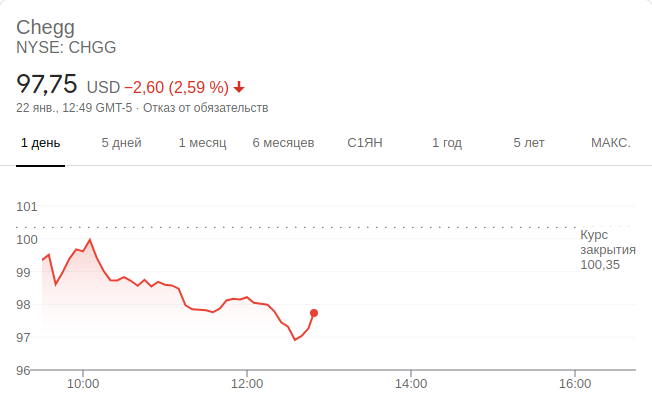 Chegg
NYSE: CHGG
97,75 USD −2,60 (2,59 %)
22 янв., 12:49 GMT-5 · Отказ от обязательств
1 день 5 дней 1 месяц 6 месяцев С1ЯН 1 год 5 лет МАКС.
101
100
99
98
97
96
Курс
закрытия
100,35
10:00 12:00 14:00 16:00